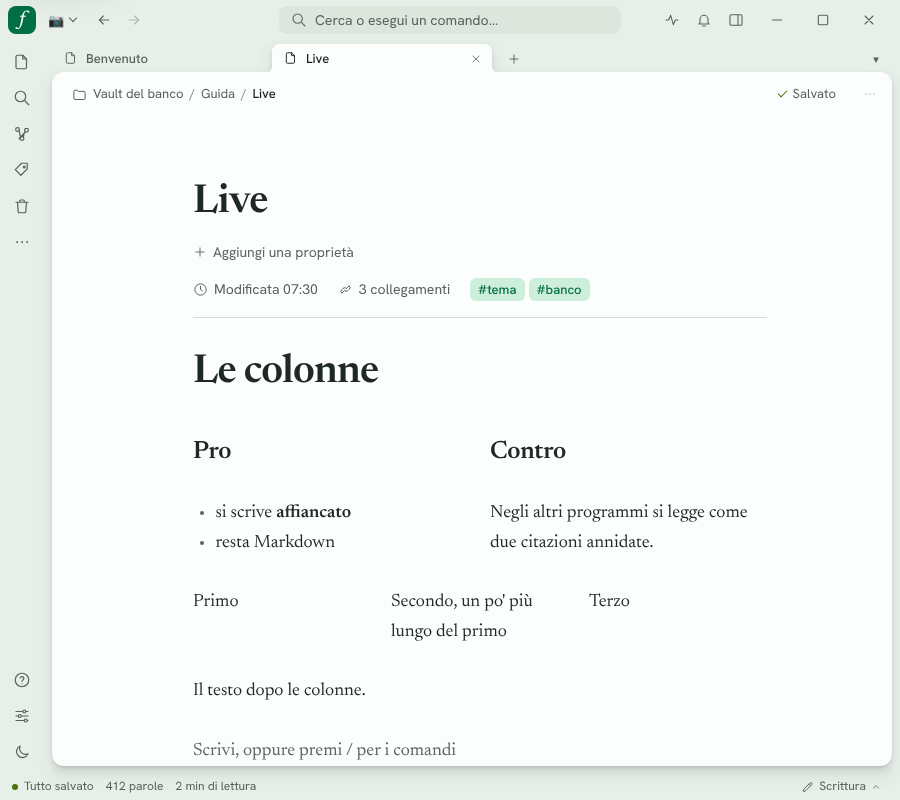 Cerca o esegui un comando...
Benvenuto
Live
Vault del banco / Guida / Live
Salvato
Live
Aggiungi una proprietà
Modificata 07:30
3 collegamenti
#tema
#banco
Le colonne
Pro
si scrive affiancato
resta Markdown
Contro
Negli altri programmi si legge come
due citazioni annidate.
Primo
Secondo, un po' più
lungo del primo
Terzo
Il testo dopo le colonne.
Scrivi, oppure premi / per i comandi
Tutto salvato
412 parole
2 min di lettura
Scrittura